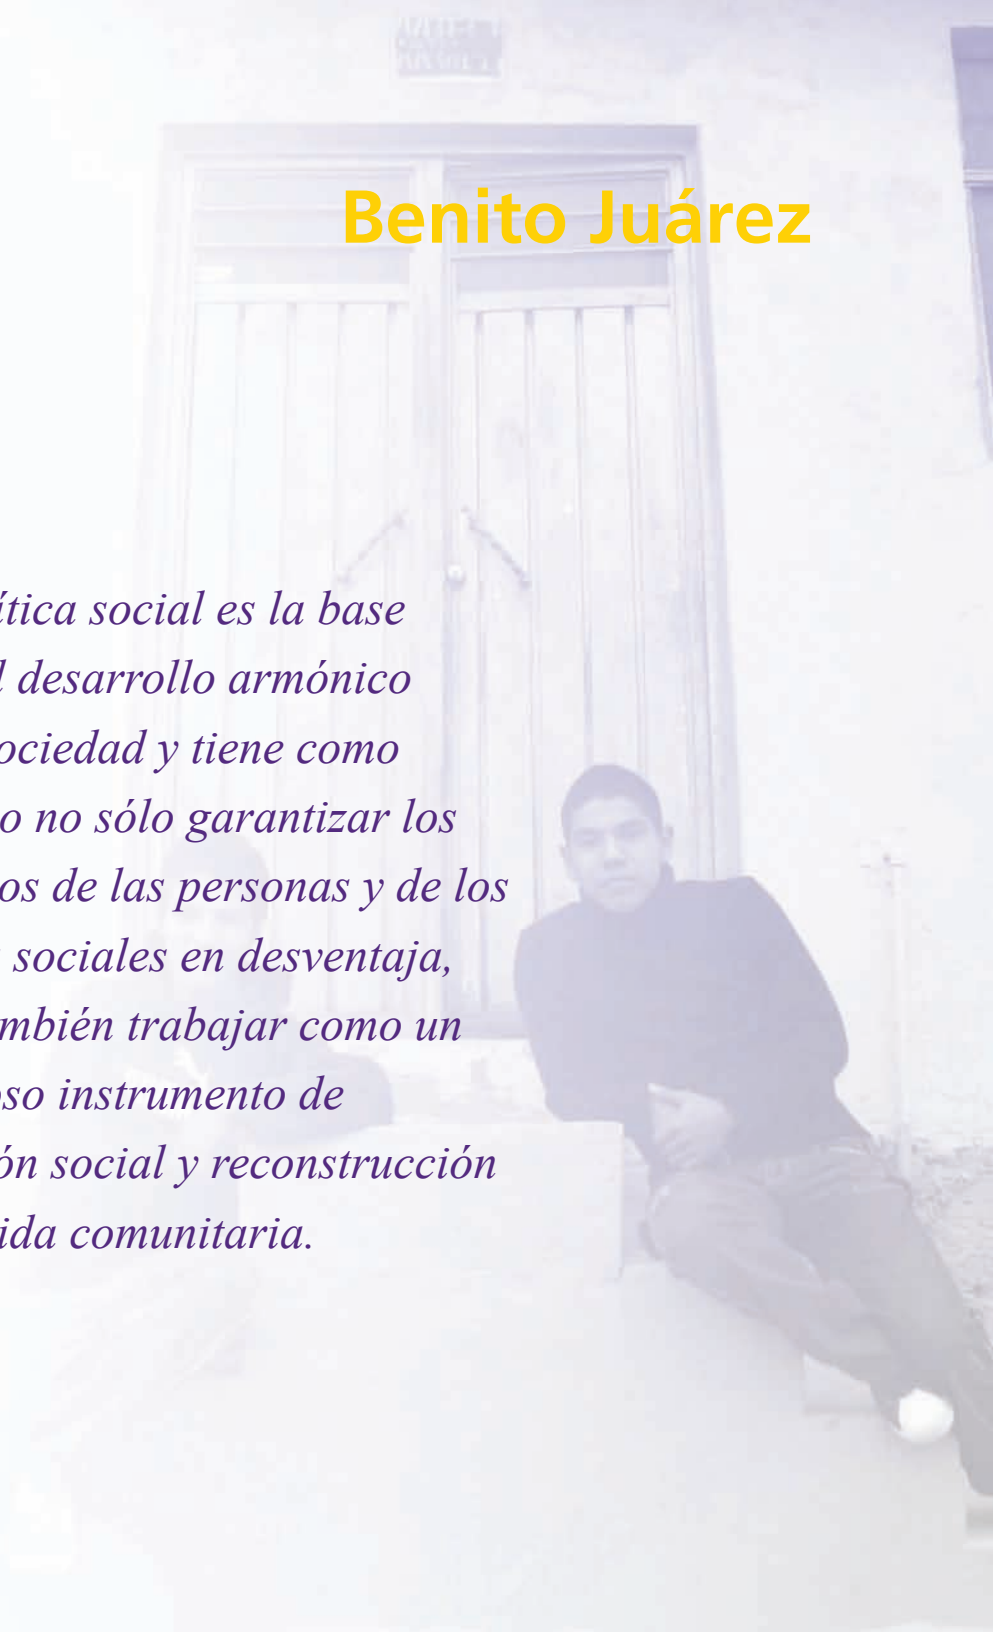 Benito Juárez
ítica social es la base
l desarrollo armónico
ociedad y tiene como
o no sólo garantizar los
os de las personas y de los
sociales en desventaja,
mbién trabajar como un
oso instrumento de
ón social y reconstrucción
ida comunitaria.